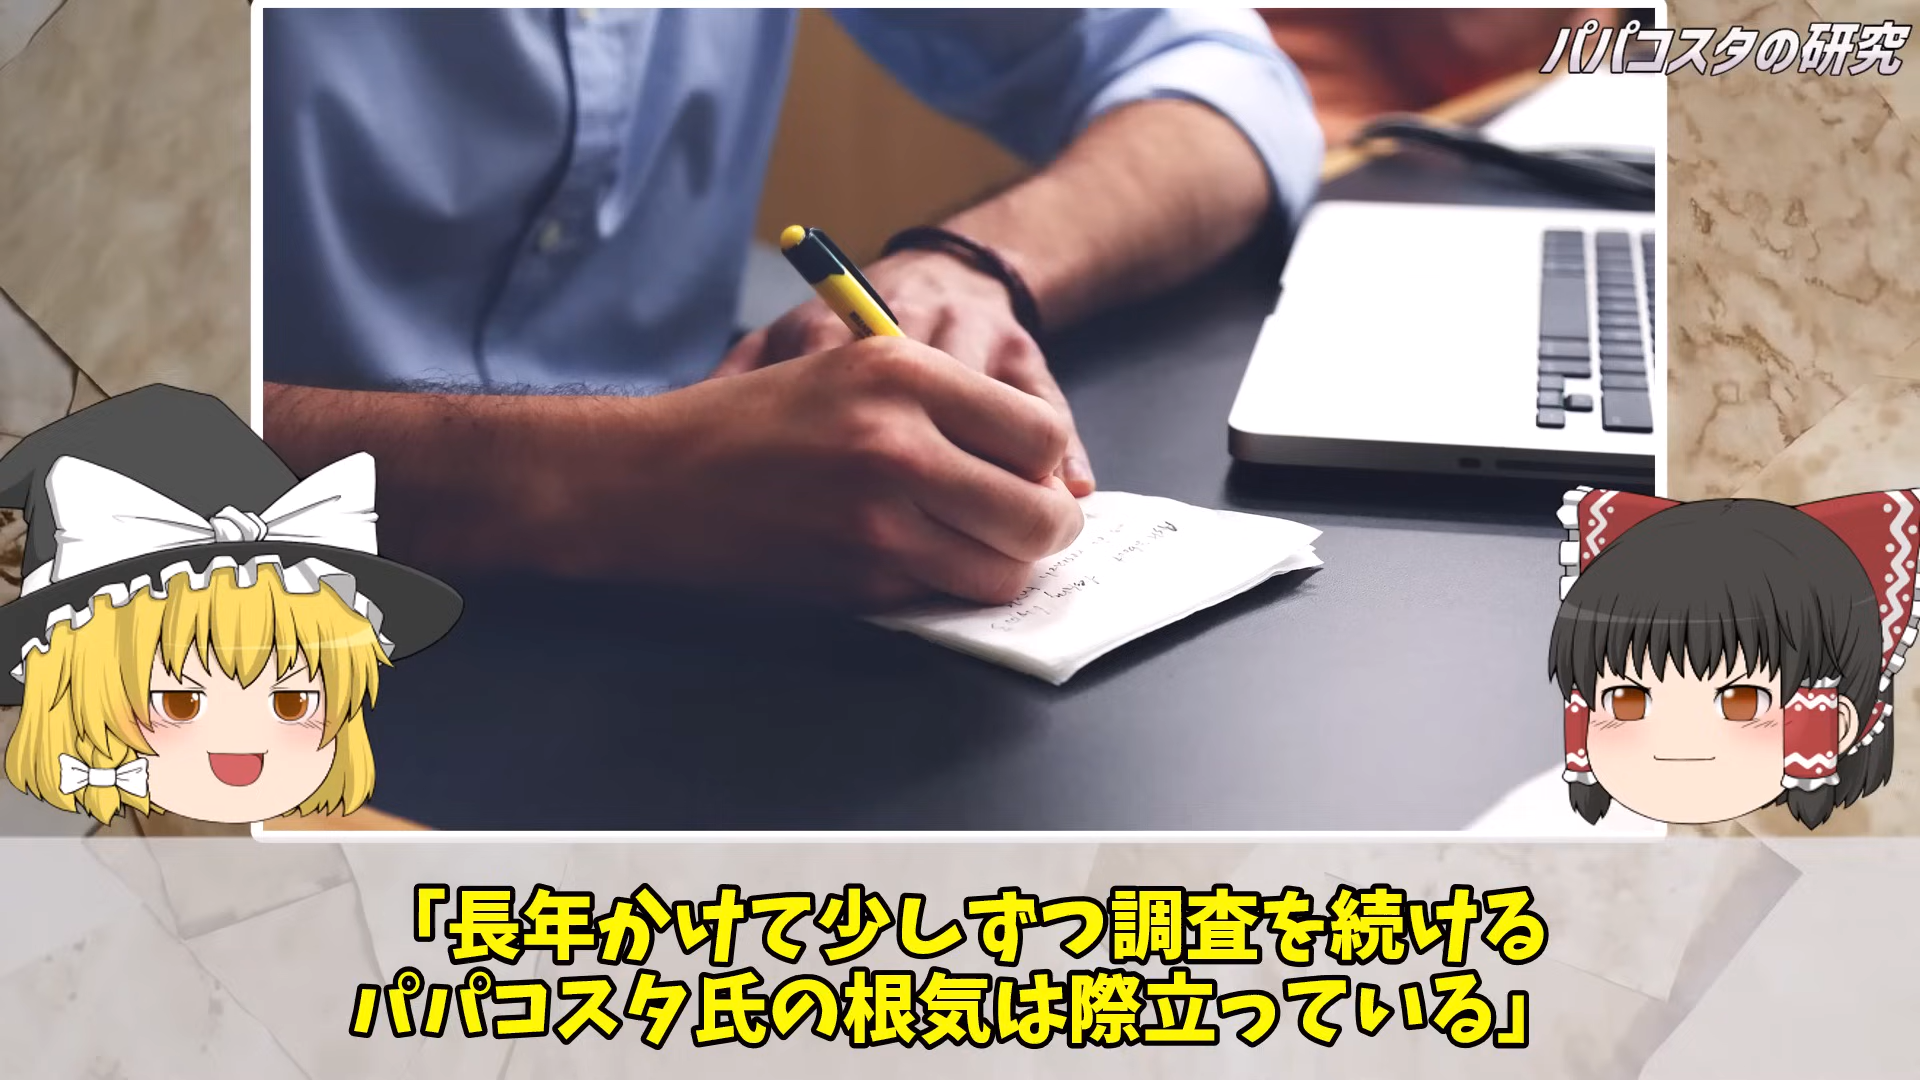 パパコスタの研究
「長年かけて少しずつ調査を続ける
パパコスタ氏の根気は際立っている」